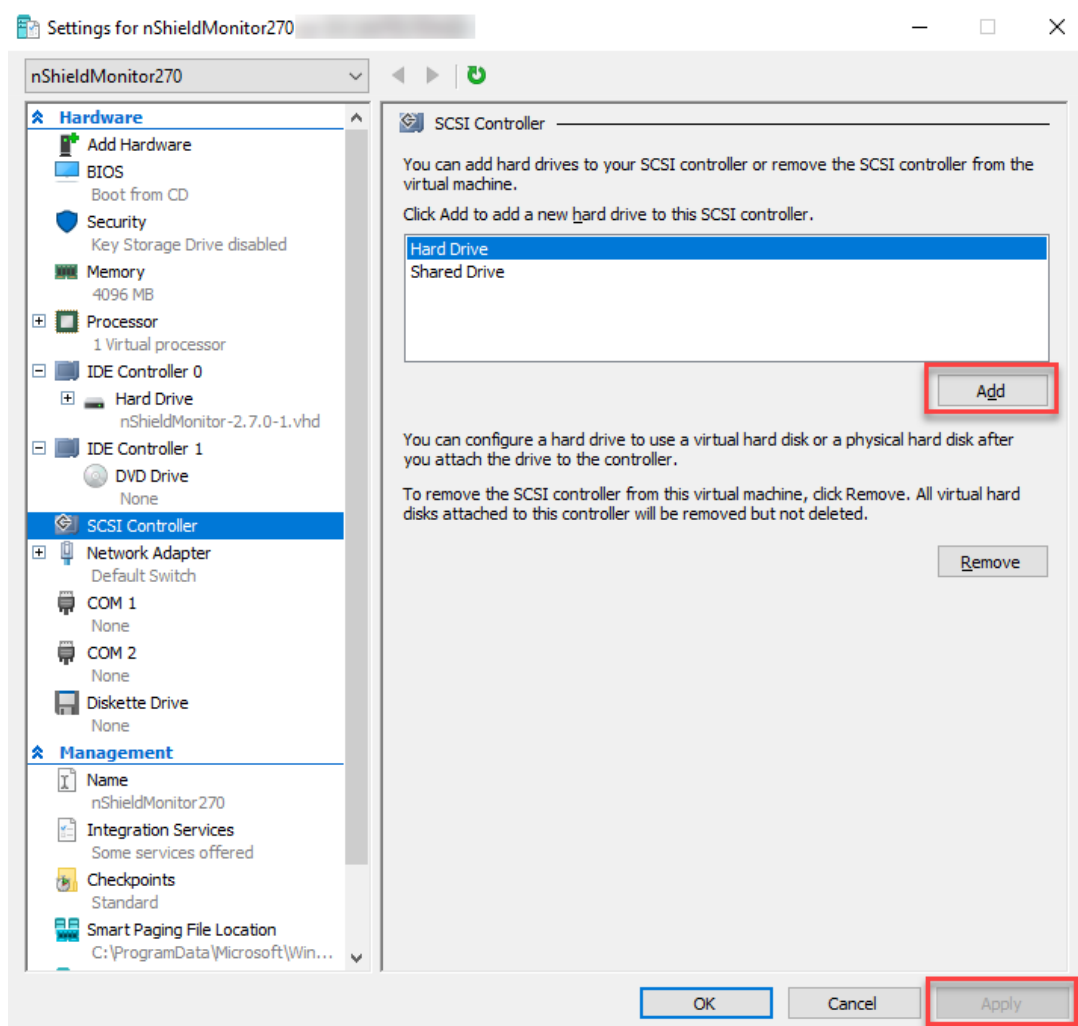 Settings for nShieldMonitor270
nShieldMonitor270
Hardware
Add Hardware
BIOS
Boot from CD
Security
Key Storage Drive disabled
Memory
4096 MB
Processor
1 Virtual processor
IDE Controller 0
Hard Drive
nShieldMonitor-2.7.0-1.vhd
IDE Controller 1
DVD Drive
None
SCSI Controller
Network Adapter
Default Switch
COM 1
None
COM 2
None
Diskette Drive
None
Management
Name
nShieldMonitor270
Integration Services
Some services offered
Checkpoints
Standard
Smart Paging File Location
C:\ProgramData\Microsoft\Win...
SCSI Controller
You can add hard drives to your SCSI controller or remove the SCSI controller from the
virtual machine.
Click Add to add a new hard drive to this SCSI controller.
Hard Drive
Shared Drive
Add
You can configure a hard drive to use a virtual hard disk or a physical hard disk after
you attach the drive to the controller.
To remove the SCSI controller from this virtual machine, click Remove. All virtual hard
disks attached to this controller will be removed but not deleted.
Remove
OK
Cancel
Apply